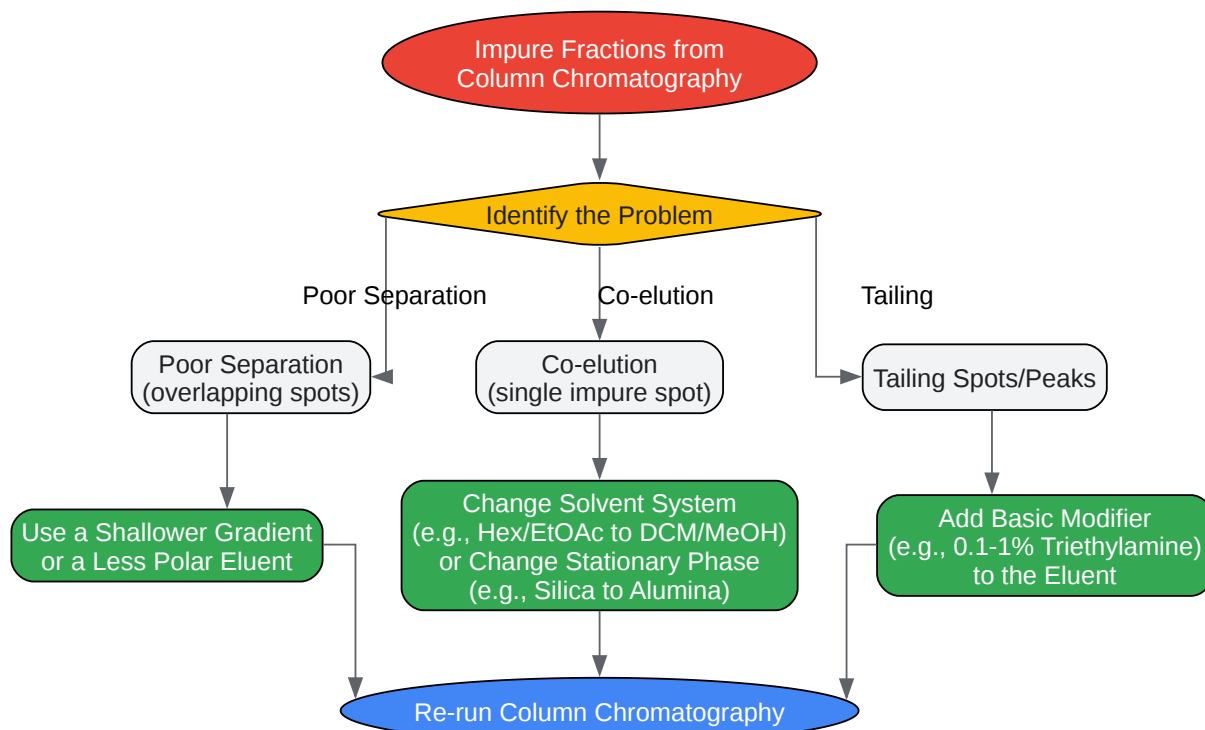 Impure Fractions from
Column Chromatography
Identify the Problem
Poor Separation
Co-elution
Tailing
Poor Separation
(overlapping spots)
Co-elution
(single impure spot)
Tailing Spots/Peaks
Use a Shallower Gradient
or a Less Polar Eluent
Change Solvent System
(e.g., Hex/EtOAc to DCM/MeOH)
or Change Stationary Phase
(e.g., Silica to Alumina)
Add Basic Modifier
(e.g., 0.1-1% Triethylamine)
to the Eluent
Re-run Column Chromatography